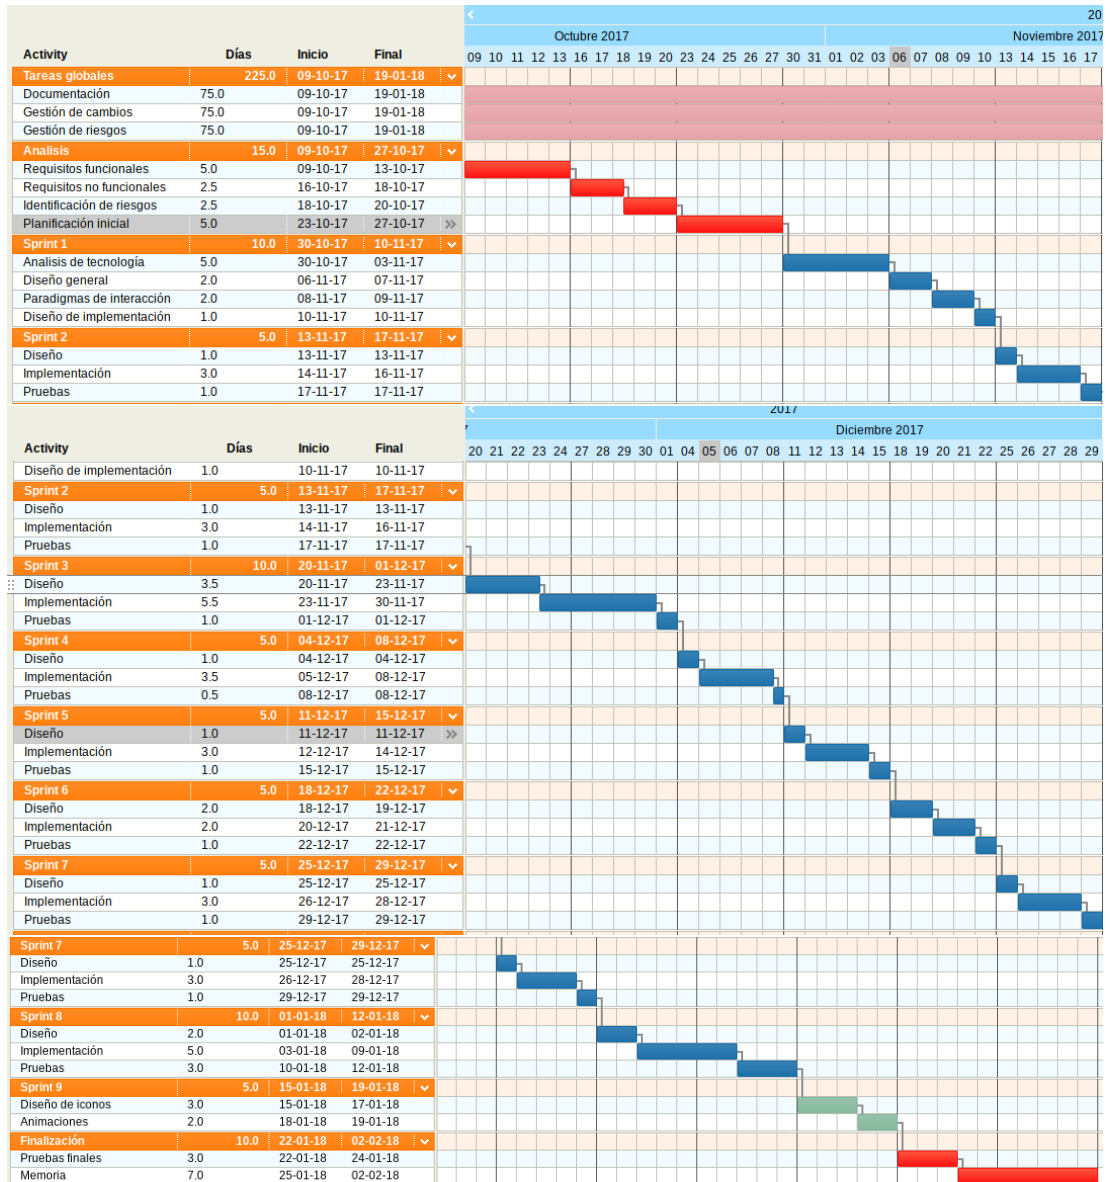 20
Octubre 2017 Noviembre 2017
Activity Días Inicio Final 09 10 11 12 13 16 17 18 19 20 23 24 25 26 27 30 31 01 02 03 06 07 08 09 10 13 14 15 16 17
Tareas globales 225.0 09-10-17 19-01-18
Documentación 75.0 09-10-17 19-01-18
Gestión de cambios 75.0 09-10-17 19-01-18
Gestión de riesgos 75.0 09-10-17 19-01-18
Analisis 15.0 09-10-17 27-10-17
Requisitos funcionales 5.0 09-10-17 13-10-17
Requisitos no funcionales 2.5 16-10-17 18-10-17
Identificación de riesgos 2.5 18-10-17 20-10-17
Planificación inicial 5.0 23-10-17 27-10-17
Sprint 1 10.0 30-10-17 10-11-17
Analisis de tecnología 5.0 30-10-17 03-11-17
Diseño general 2.0 06-11-17 07-11-17
Paradigmas de interacción 2.0 08-11-17 09-11-17
Diseño de implementación 1.0 10-11-17 10-11-17
Sprint 2 5.0 13-11-17 17-11-17
Diseño 1.0 13-11-17 13-11-17
Implementación 3.0 14-11-17 16-11-17
Pruebas 1.0 17-11-17 17-11-17
2017
Diciembre 2017
Activity Días Inicio Final 20 21 22 23 24 27 28 29 30 01 04 05 06 07 08 11 12 13 14 15 18 19 20 21 22 25 26 27 28 29
Diseño de implementación 1.0 10-11-17 10-11-17
Sprint 2 5.0 13-11-17 17-11-17
Diseño 1.0 13-11-17 13-11-17
Implementación 3.0 14-11-17 16-11-17
Pruebas 1.0 17-11-17 17-11-17
Sprint 3 10.0 20-11-17 01-12-17
Diseño 3.5 20-11-17 23-11-17
Implementación 5.5 23-11-17 30-11-17
Pruebas 1.0 01-12-17 01-12-17
Sprint 4 5.0 04-12-17 08-12-17
Diseño 1.0 04-12-17 04-12-17
Implementación 3.5 05-12-17 08-12-17
Pruebas 0.5 08-12-17 08-12-17
Sprint 5 5.0 11-12-17 15-12-17
Diseño 1.0 11-12-17 11-12-17
Implementación 3.0 12-12-17 14-12-17
Pruebas 1.0 15-12-17 15-12-17
Sprint 6 5.0 18-12-17 22-12-17
Diseño 2.0 18-12-17 19-12-17
Implementación 2.0 20-12-17 21-12-17
Pruebas 1.0 22-12-17 22-12-17
Sprint 7 5.0 25-12-17 29-12-17
Diseño 1.0 25-12-17 25-12-17
Implementación 3.0 26-12-17 28-12-17
Pruebas 1.0 29-12-17 29-12-17
Sprint 7 5.0 25-12-17 29-12-17
Diseño 1.0 25-12-17 25-12-17
Implementación 3.0 26-12-17 28-12-17
Pruebas 1.0 29-12-17 29-12-17
Sprint 8 10.0 01-01-18 12-01-18
Diseño 2.0 01-01-18 02-01-18
Implementación 5.0 03-01-18 09-01-18
Pruebas 3.0 10-01-18 12-01-18
Sprint 9 5.0 15-01-18 19-01-18
Diseño de iconos 3.0 15-01-18 17-01-18
Animaciones 2.0 18-01-18 19-01-18
Finalización 10.0 22-01-18 02-02-18
Pruebas finales 3.0 22-01-18 24-01-18
Memoria 7.0 25-01-18 02-02-18